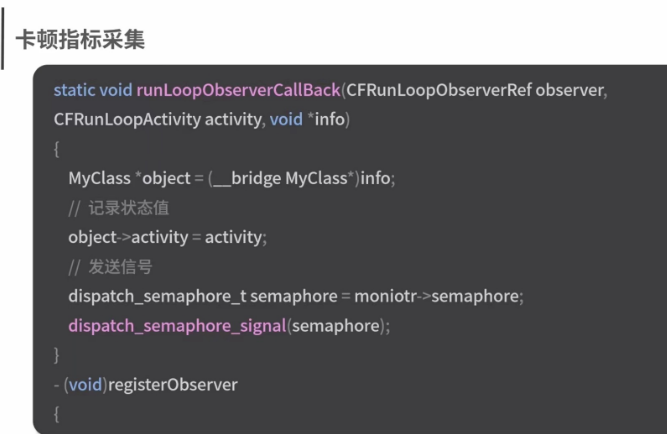 卡顿指标采集
static void runLoopObserverCallBack(CFRunLoopObserverRef observer,
CFRunLoopActivity activity, void *info)
{
MyClass *object = (__bridge MyClass*)info;
// 记录状态值
object->activity = activity;
// 发送信号
dispatch_semaphore_t semaphore = moniotr->semaphore;
dispatch_semaphore_signal(semaphore);
}
- (void)registerObserver
{